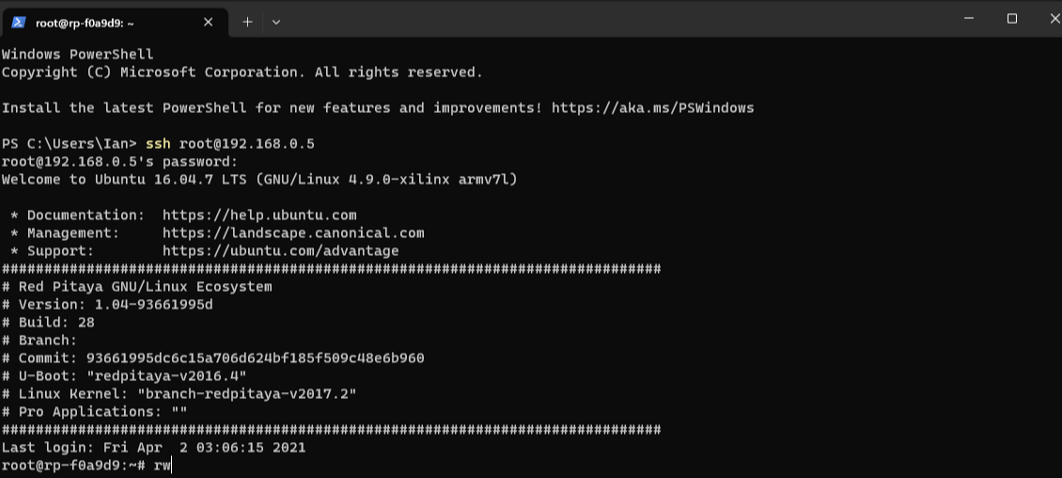 root@rp-f0a9d9: ~
Windows PowerShell
Copyright (C) Microsoft Corporation. All rights reserved.
Install the latest PowerShell for new features and improvements! https://aka.ms/PSWindows
PS C:\Users\Ian> ssh root@192.168.0.5
root@192.168.0.5's password:
Welcome to Ubuntu 16.04.7 LTS (GNU/Linux 4.9.0-xilinx armv7l)
* Documentation:  https://help.ubuntu.com
* Management:     https://landscape.canonical.com
* Support:        https://ubuntu.com/advantage
##############################################################################
# Red Pitaya GNU/Linux Ecosystem
# Version: 1.04-93661995d
# Build: 28
# Branch:
# Commit: 93661995dc6c15a706d624bf185f509c48e6b960
# U-Boot: "redpitaya-v2016.4"
# Linux Kernel: "branch-redpitaya-v2017.2"
# Pro Applications: ""
##############################################################################
Last login: Fri Apr  2 03:06:15 2021
root@rp-f0a9d9:~# rw